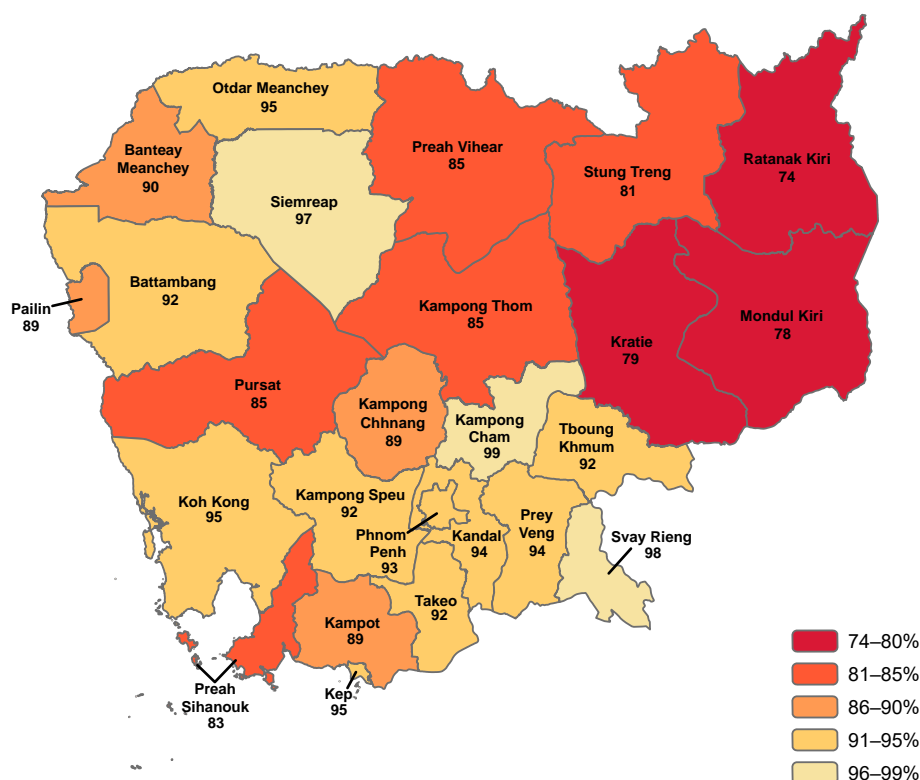 Otdar Meanchey
95
Banteay
Meanchey
90
Preah Vihear
85
Stung Treng
81
Ratanak Kiri
74
Siemreap
97
Battambang
92
Pailin
89
Kampong Thom
85
Kratie
79
Mondul Kiri
78
Pursat
85
Kampong
Chhnang
89
Kampong
Cham
99
Tboung
Khmum
92
Koh Kong
95
Kampong Speu
92
Phnom
Penh
93
Kandal
94
Prey
Veng
94
Svay Rieng
98
Takeo
92
Kampot
89
Preah
Sihanouk
83
Kep
95
74–80%
81–85%
86–90%
91–95%
96–99%